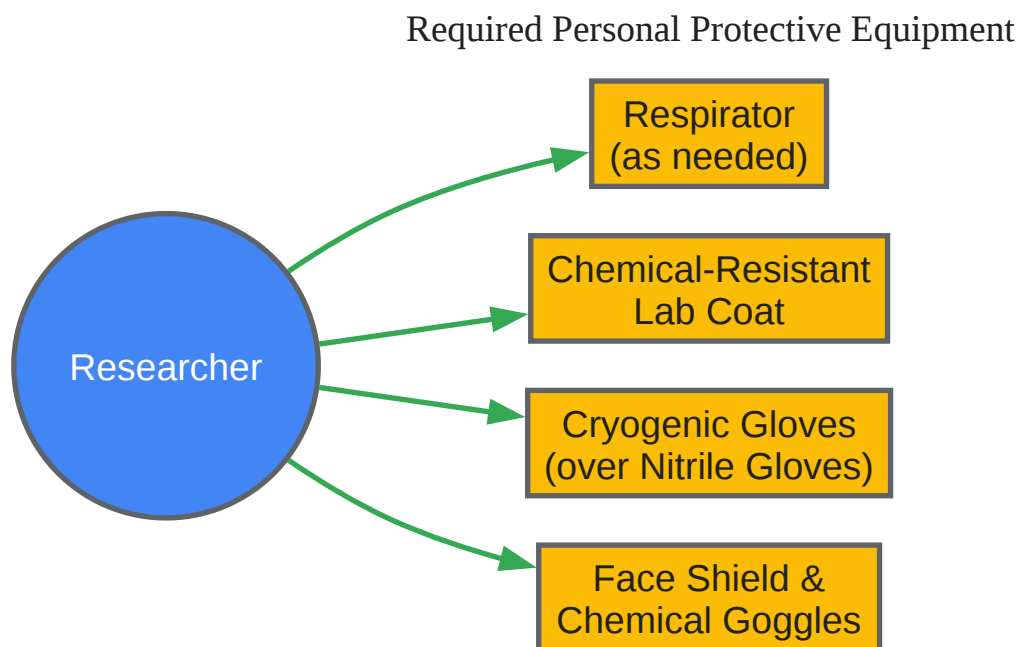 Required Personal Protective Equipment
Respirator
(as needed)
Chemical-Resistant
Lab Coat
Researcher
Cryogenic Gloves
(over Nitrile Gloves)
Face Shield &
Chemical Goggles